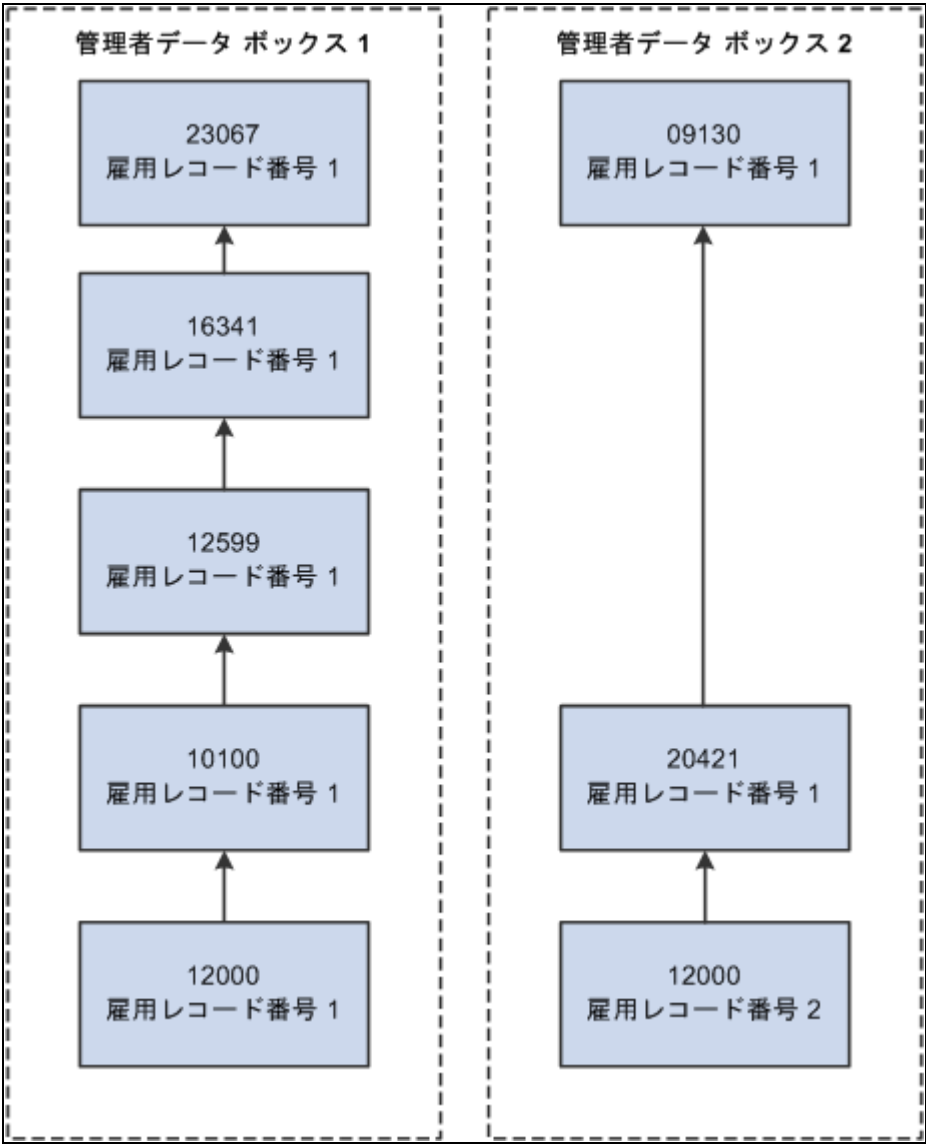 管理者データ ボックス 1
23067
雇用レコード番号 1
16341
雇用レコード番号 1
12599
雇用レコード番号 1
10100
雇用レコード番号 1
12000
雇用レコード番号 1
管理者データ ボックス 2
09130
雇用レコード番号 1
20421
雇用レコード番号 1
12000
雇用レコード番号 2